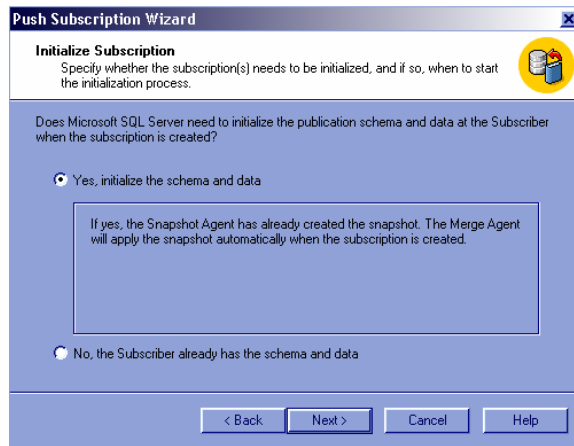 Push Subscription Wizard
Initialize Subscription
Specify whether the subscription(s) needs to be initialized, and if so, when to start
the initialization process.
Does Microsoft SQL Server need to initialize the publication schema and data at the Subscriber
when the subscription is created?
Yes, initialize the schema and data
If yes, the Snapshot Agent has already created the snapshot. The Merge Agent
will apply the snapshot automatically when the subscription is created.
No, the Subscriber already has the schema and data
< Back Next > Cancel Help